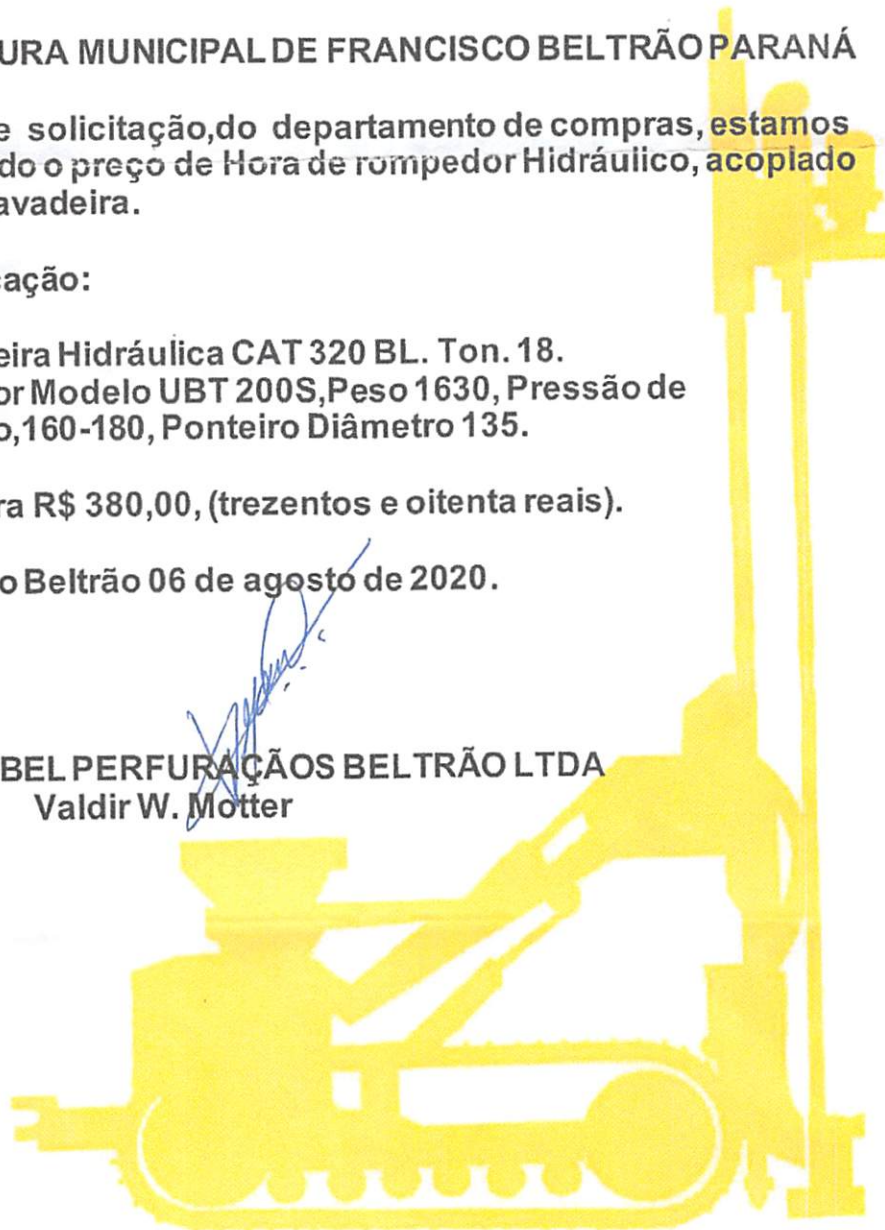 URA MUNICIPAL DE FRANCISCO BELTRÃO PARANÁ
e solicitação,do departamento de compras, estamos
do o preço de Hora de rompedor Hidráulico, acoplado
avadeira.
ação:
eira Hidráulica CAT 320 BL. Ton. 18.
or Modelo UBT 200S,Peso 1630, Pressão de
o,160-180, Ponteiro Diâmetro 135.
ra R$ 380,00, (trezentos e oitenta reais).
o Beltrão 06 de agosto de 2020.
BEL PERFURAÇÃOS BELTRÃO LTDA
Valdir W. Motter